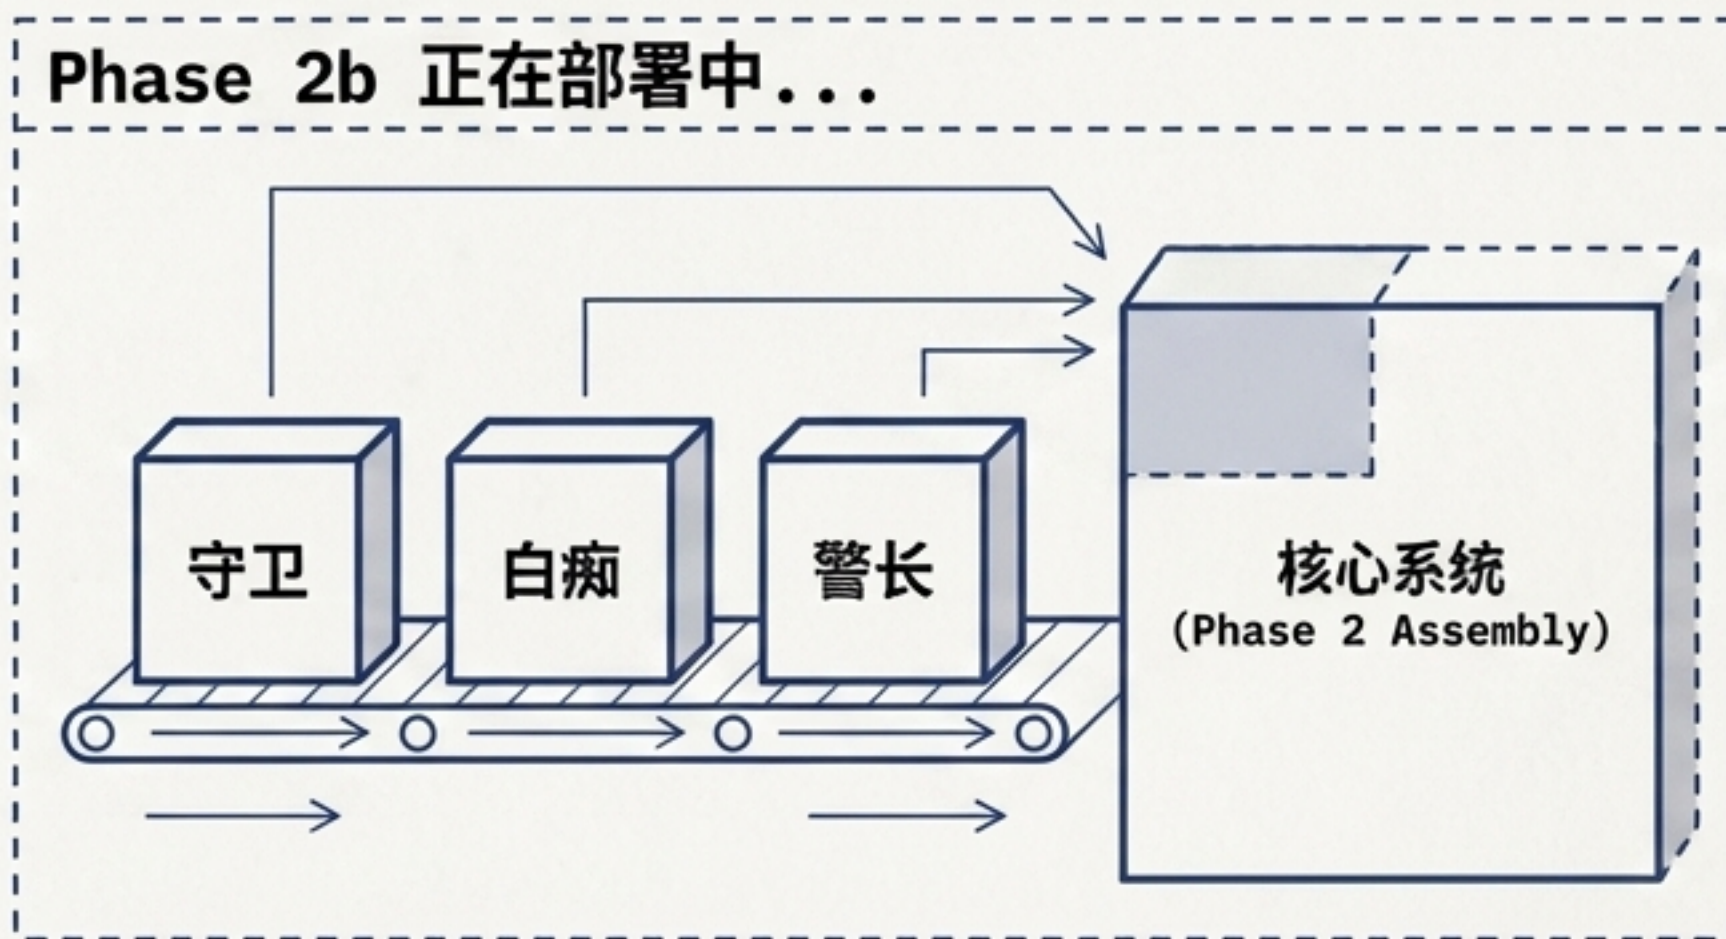 Phase 2b 正在部署中...
守卫
白痴
警长
核心系统
(Phase 2 Assembly)